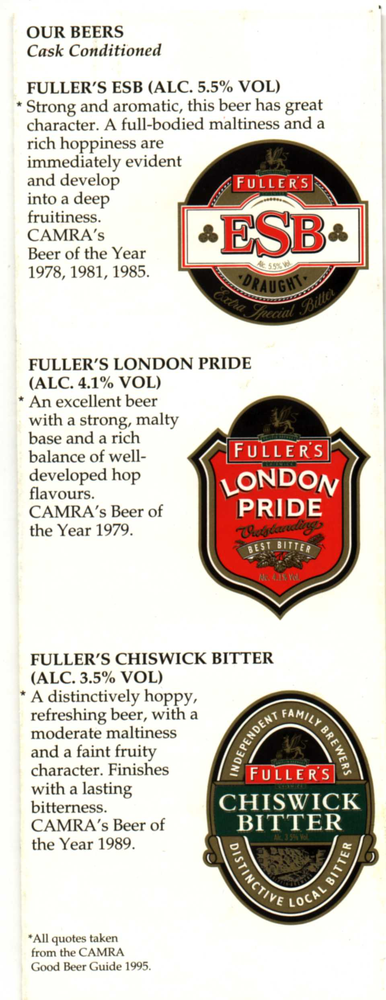 OUR BEERS
Cask Conditioned
FULLER'S ESB (ALC. 5.5% VOL)
* Strong and aromatic, this beer has great
character. A full-bodied maltiness and a
rich hoppiness are
immediately evident
and develop
into a deep
fruitiness.
CAMRA's
Beer of the Year
1978, 1981, 1985.
FULLER'S
CHISWICK
ESB
Alc. 5.5% Vol.
DRAUGHT
Extra Special Bitter
FULLER'S LONDON PRIDE
(ALC. 4.1% VOL)
* An excellent beer
with a strong, malty
base and a rich
balance of well-
developed hop
flavours.
CAMRA's Beer of
the Year 1979.
GRIFFIN BREWERY
FULLER'S
CHISWICK
LONDON
PRIDE
Outstanding
BEST BITTER
Alc. 4.1% Vol.
FULLER'S CHISWICK BITTER
(ALC. 3.5% VOL)
* A distinctively hoppy,
refreshing beer, with a
moderate maltiness
and a faint fruity
character. Finishes
with a lasting
bitterness.
CAMRA's Beer of
the Year 1989.
INDEPENDENT FAMILY BREWERS
GRIFFIN BREWERY
FULLER'S
CHISWICK
CHISWICK
BITTER
Alc. 3.5% Vol.
DISTINCTIVE LOCAL BITTER
*All quotes taken
from the CAMRA
Good Beer Guide 1995.